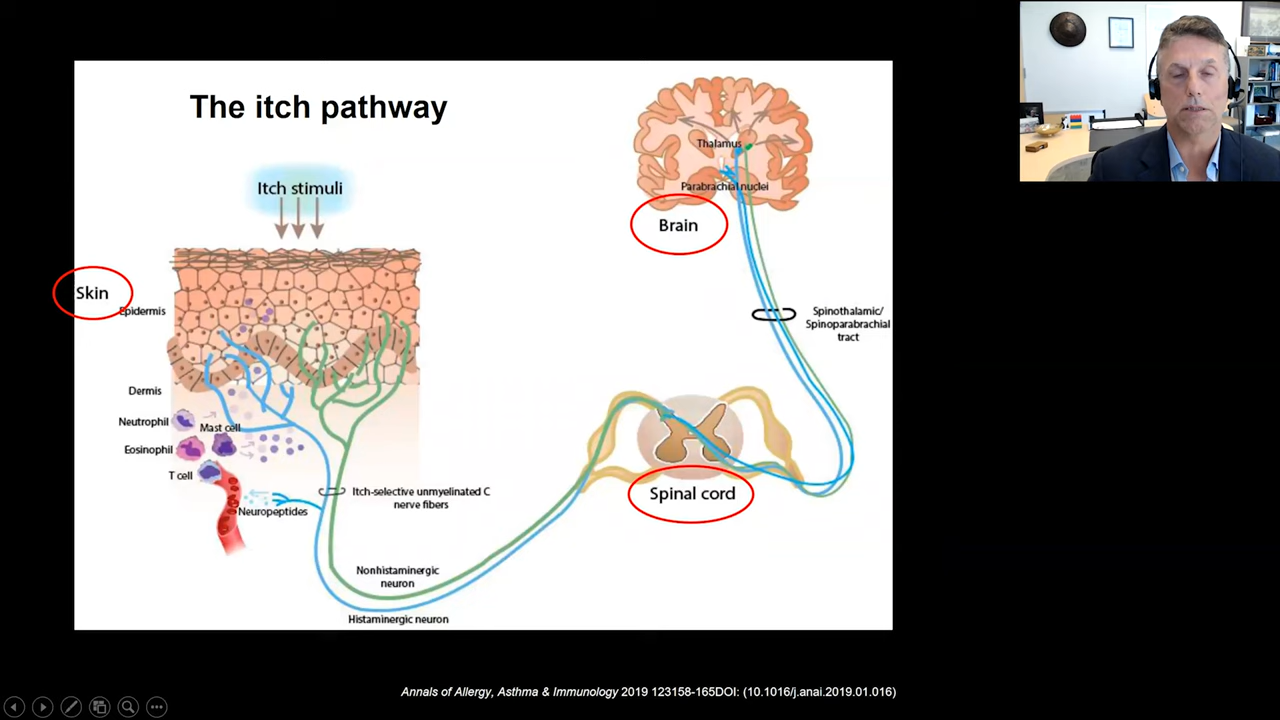 The itch pathway
Itch stimuli
Skin
Epidermis
Dermis
Neutrophil
Mast cell
Eosinophil
T cell
Neuropeptides
Itch-selective unmyelinated C
nerve fibers
Nonhistaminergic
neuron
Histaminergic neuron
Thalamus
Parabrachial nuclei
Brain
Spinothalamic/
Spinoparabrachial
tract
Spinal cord
Annals of Allergy, Asthma & Immunology 2019 123158-165DOI: (10.1016/j.anai.2019.01.016)